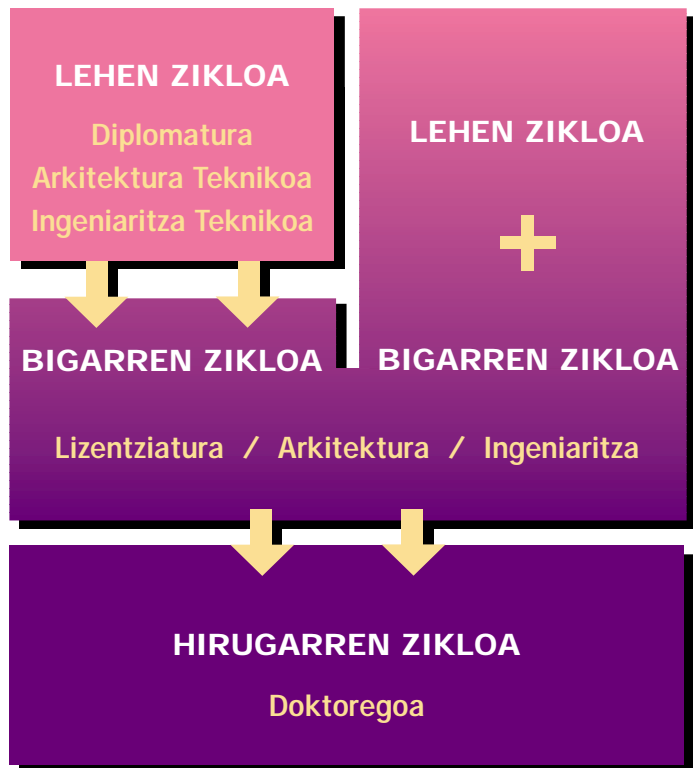 LEHEN ZIKLOA
Diplomatura
Arkitektura Teknikoa
Ingeniaritza Teknikoa
LEHEN ZIKLOA
+
BIGARREN ZIKLOA
BIGARREN ZIKLOA
Lizentziatura / Arkitektura / Ingeniaritza
HIRUGARREN ZIKLOA
Doktoregoa